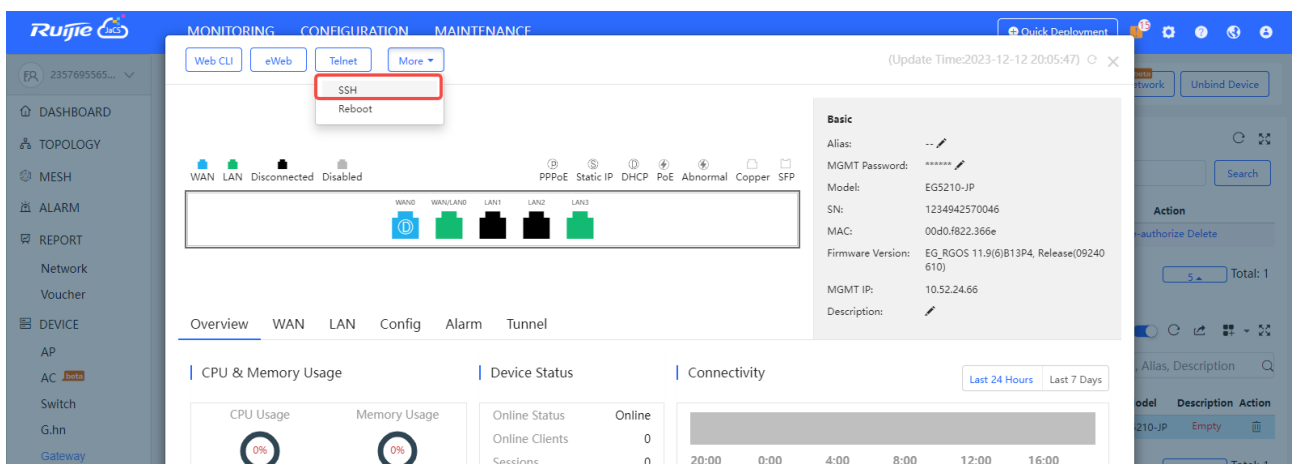 Ruijie JaCS MONITORING CONFIGURATION MAINTENANCE Quick Deployment 15
Web CLI eWeb Telnet More (Update Time:2023-12-12 20:05:47)
SSH
Reboot
ER 2357695565...
DASHBOARD
TOPOLOGY
MESH
ALARM
REPORT
Network
Voucher
DEVICE
AP
AC beta
Switch
G.hn
Gateway
WAN LAN Disconnected Disabled
PPPoE Static IP DHCP PoE Abnormal Copper SFP
WAN0 WAN/LAN0 LAN1 LAN2 LAN3
Basic
Alias: --
MGMT Password: ******
Model: EG5210-JP
SN: 1234942570046
MAC: 00d0.f822.366e
Firmware Version: EG_RGOS 11.9(6)B13P4, Release(09240
610)
MGMT IP: 10.52.24.66
Description:
Overview WAN LAN Config Alarm Tunnel
CPU & Memory Usage
CPU Usage Memory Usage
0% 0%
Device Status
Online Status Online
Online Clients 0
Sessions 0
Connectivity
Last 24 Hours Last 7 Days
20:00 0:00 4:00 8:00 12:00 16:00
beta
Unbind Device
Search
Action
-authorize Delete
5 Total: 1
, Alias, Description
Description Action
210-JP Empty
Total: 1